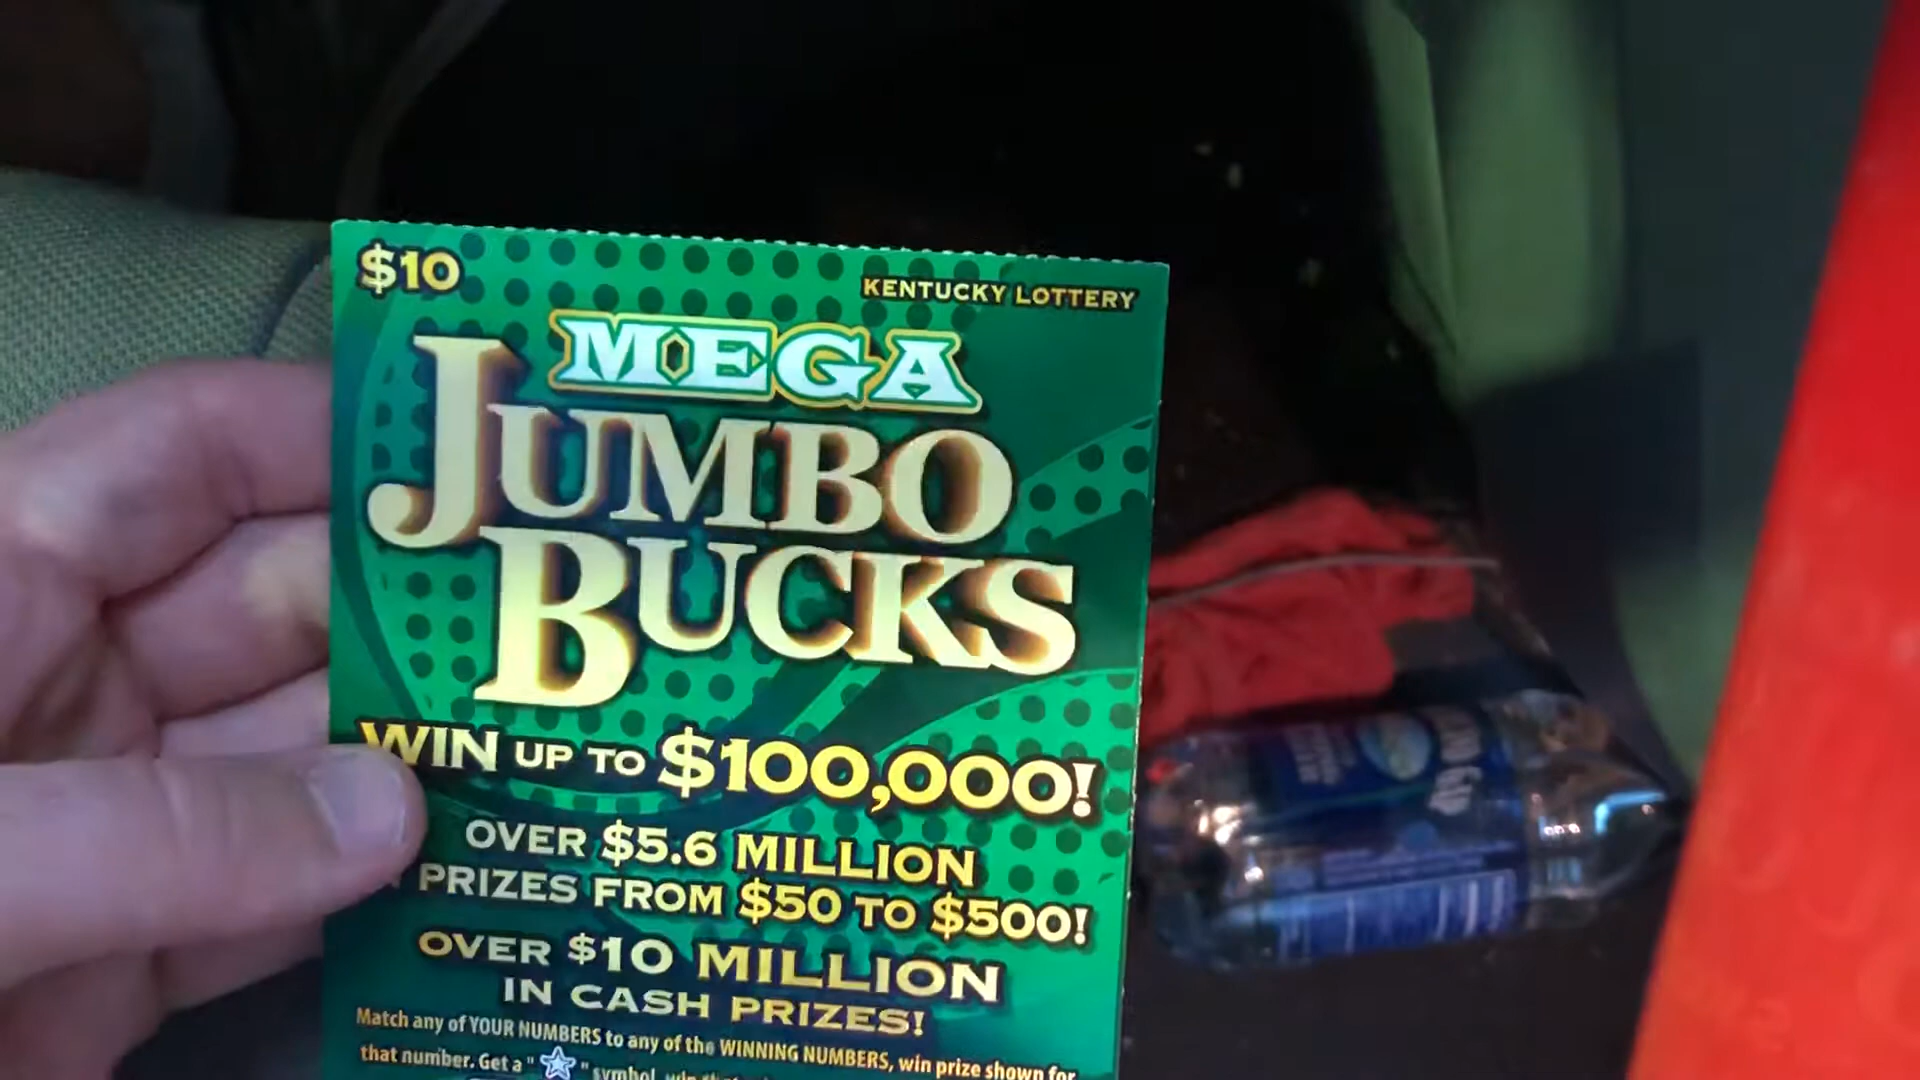 $10
KENTUCKY LOTTERY
MEGA
JUMBO
BUCKS
WIN UP TO $100,000!
OVER $5.6 MILLION
PRIZES FROM $50 TO $500!
OVER $10 MILLION
IN CASH PRIZES!
Match any of YOUR NUMBERS to any of the WINNING NUMBERS, win prize shown for
that number. Get a " " symbol, win